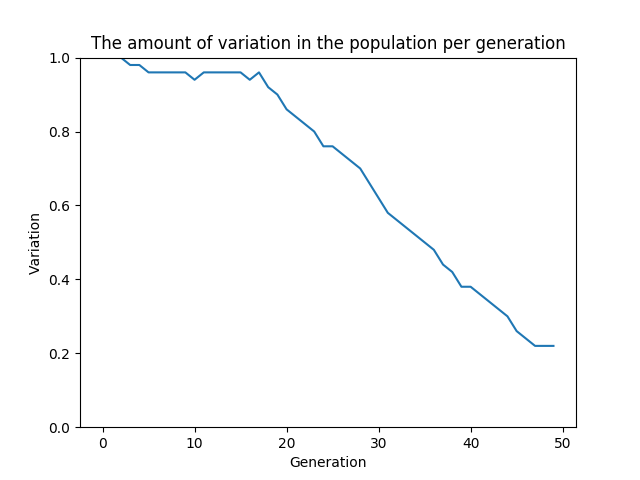 The amount of variation in the population per generation
1.0
0.8
0.6
0.4
0.2
0.0
Variation
0 10 20 30 40 50
Generation